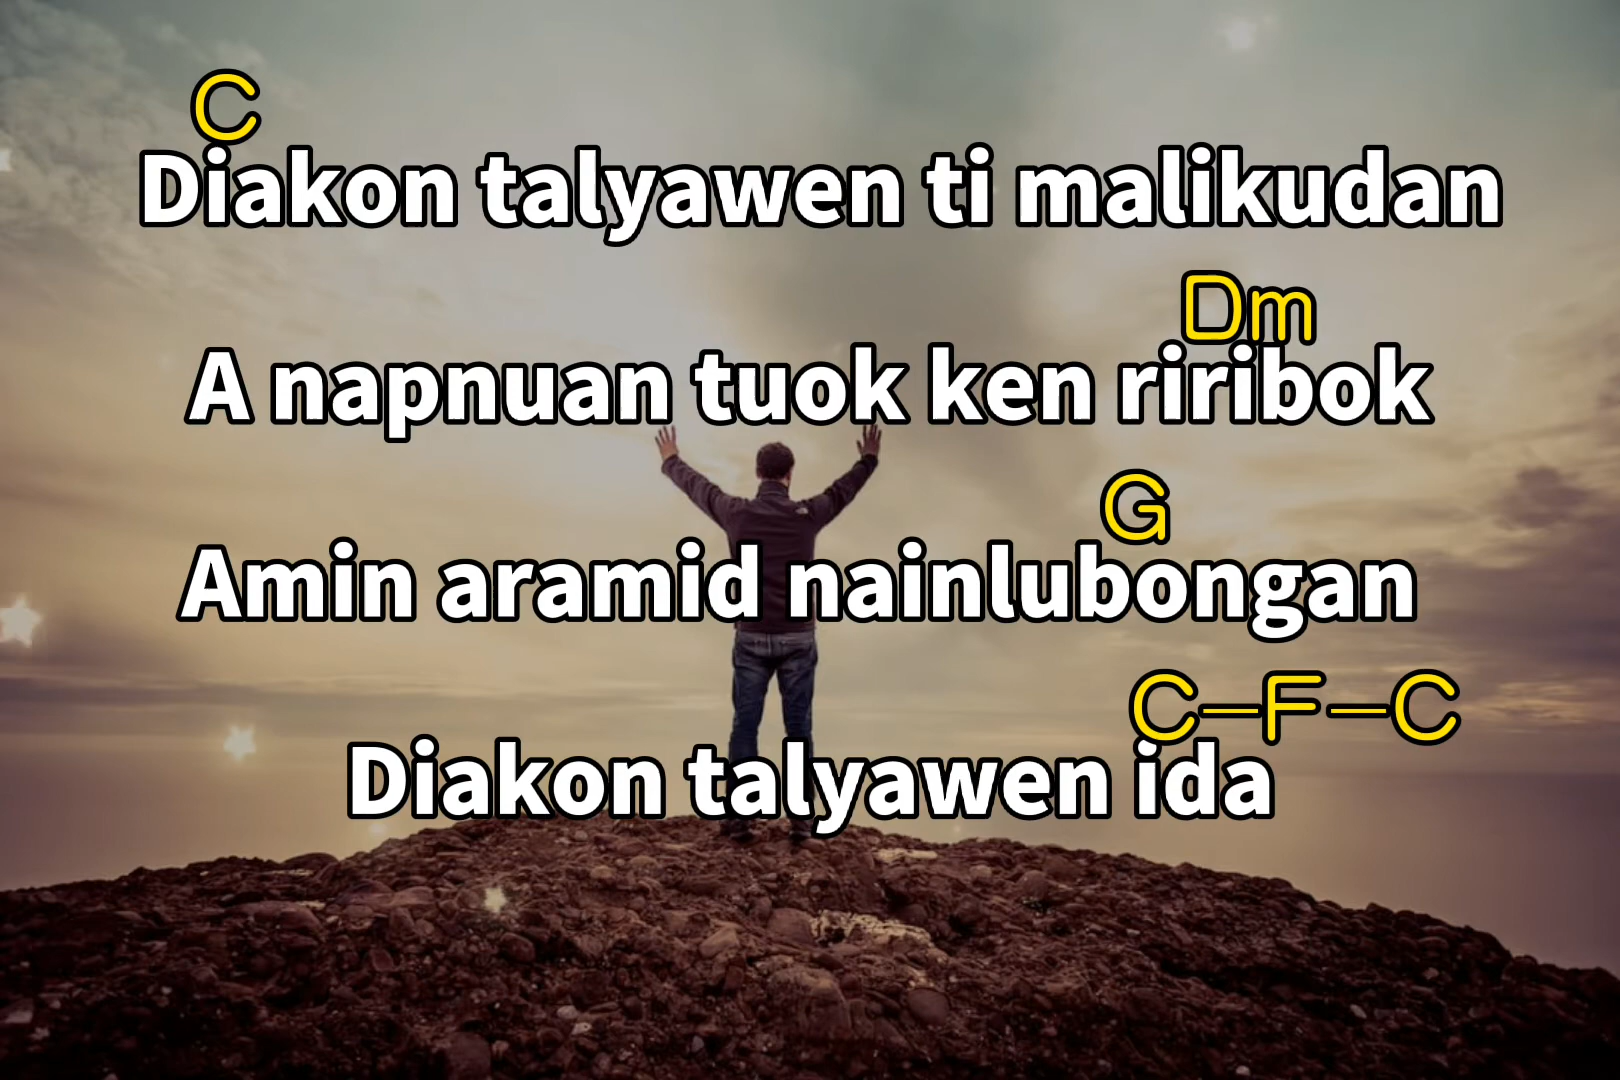 C
Diakon talyawen ti malikudan
Dm
A napnuan tuok ken riribok
G
Amin aramid nainlubongan
C–F–C
Diakon talyawen ida